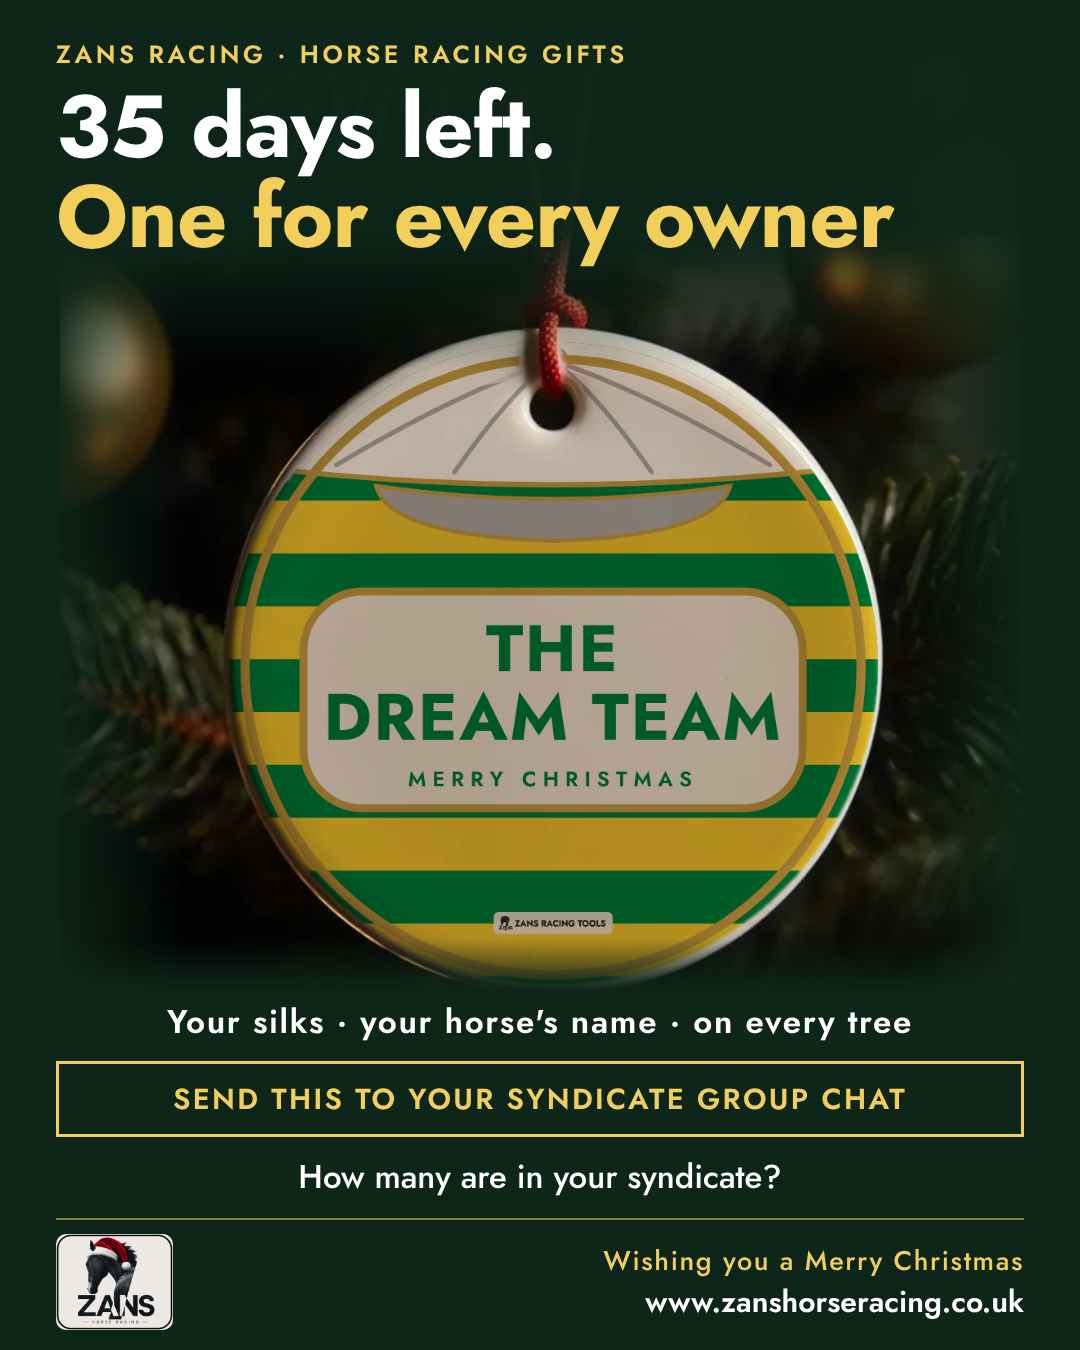 ZANS RACING · HORSE RACING GIFTS
35 days left.
One for every owner
THE
DREAM TEAM
MERRY CHRISTMAS
ZANS RACING TOOLS
Your silks · your horse's name · on every tree
SEND THIS TO YOUR SYNDICATE GROUP CHAT
How many are in your syndicate?
ZANS
HORSE RACING
Wishing you a Merry Christmas
www.zanshorseracing.co.uk